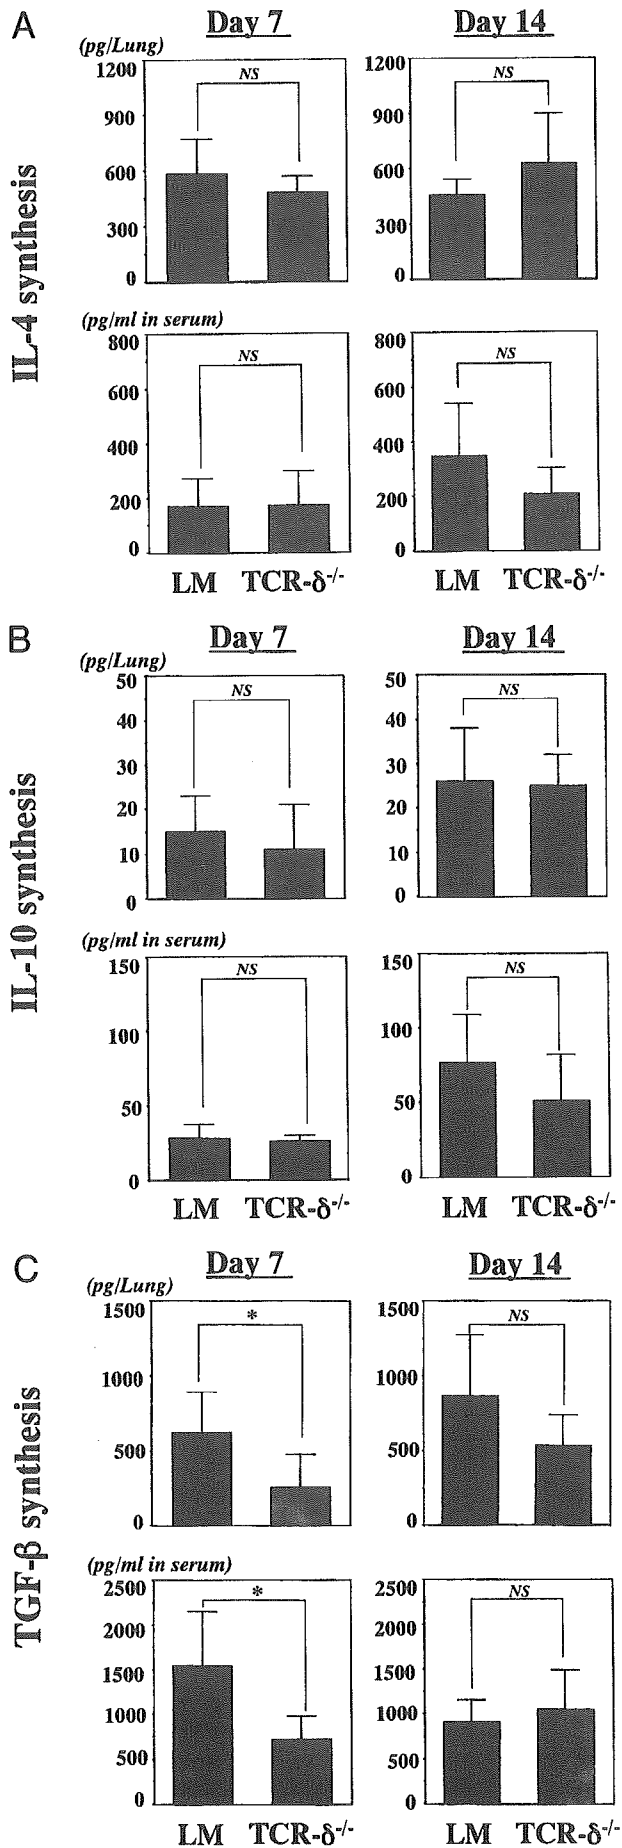 A
Day 7
Day 14
(pg/Lung)
IL-4 synthesis
1200
900
600
300
0
NS
1200
900
600
300
0
NS
(pg/ml in serum)
800
600
400
200
0
NS
800
600
400
200
0
NS
LM TCR-δ-/-
LM TCR-δ-/-
B
Day 7
Day 14
(pg/Lung)
IL-10 synthesis
50
40
30
20
10
0
NS
50
40
30
20
10
0
NS
(pg/ml in serum)
150
100
50
0
NS
150
100
50
0
NS
LM TCR-δ-/-
LM TCR-δ-/-
C
Day 7
Day 14
(pg/Lung)
TGF-β synthesis
1500
1000
500
0
*
1500
1000
500
0
NS
(pg/ml in serum)
2500
2000
1500
1000
500
0
*
2500
2000
1500
1000
500
0
NS
LM TCR-δ-/-
LM TCR-δ-/-